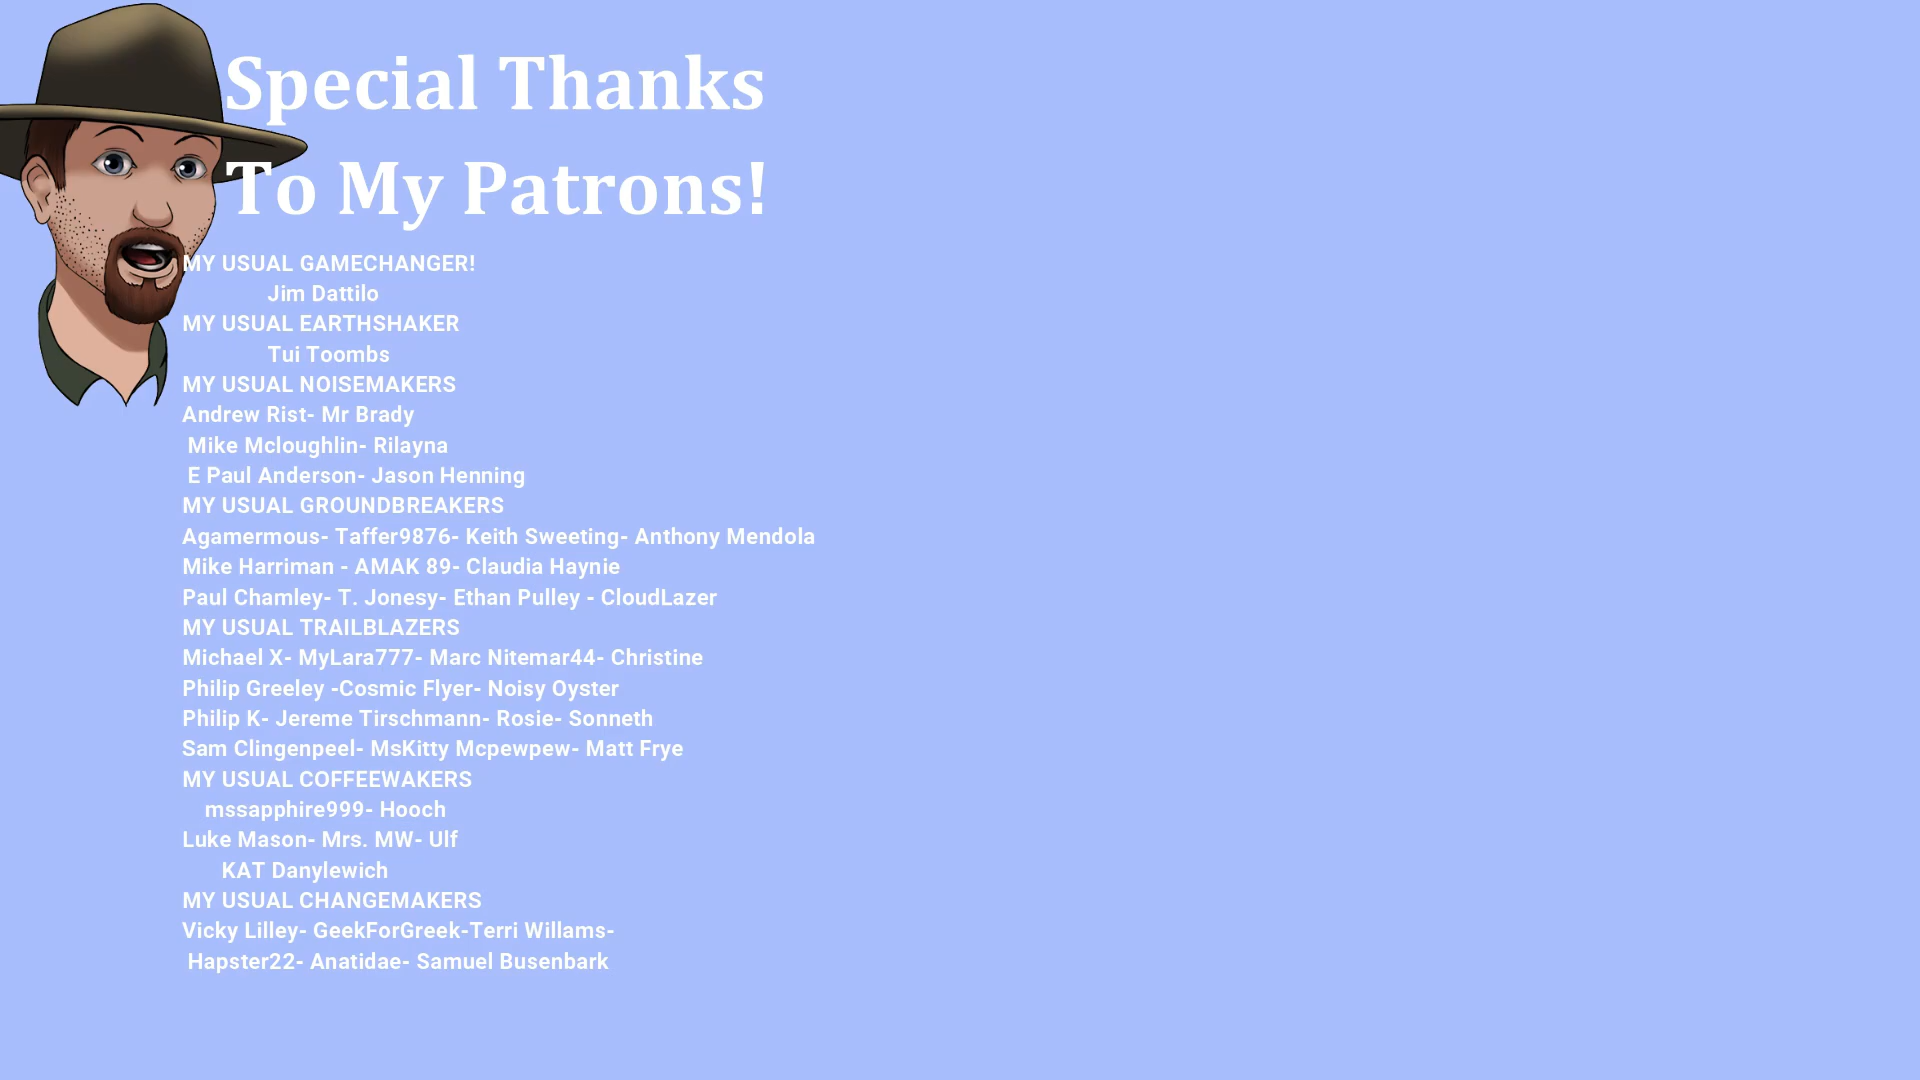 Special Thanks
To My Patrons!
MY USUAL GAMECHANGER!
Jim Dattilo
MY USUAL EARTHSHAKER
Tui Toombs
MY USUAL NOISEMAKERS
Andrew Rist- Mr Brady
Mike Mcloughlin- Rilayna
E Paul Anderson- Jason Henning
MY USUAL GROUNDBREAKERS
Agamermous- Taffer9876- Keith Sweeting- Anthony Mendola
Mike Harriman - AMAK 89- Claudia Haynie
Paul Chamley- T. Jonesy- Ethan Pulley - CloudLazer
MY USUAL TRAILBLAZERS
Michael X- MyLara777- Marc Nitemar44- Christine
Philip Greeley -Cosmic Flyer- Noisy Oyster
Philip K- Jereme Tirschmann- Rosie- Sonneth
Sam Clingenpeel- MsKitty Mcpewpew- Matt Frye
MY USUAL COFFEEWAKERS
mssapphire999- Hooch
Luke Mason- Mrs. MW- Ulf
KAT Danylewich
MY USUAL CHANGEMAKERS
Vicky Lilley- GeekForGreek-Terri Willams-
Hapster22- Anatidae- Samuel Busenbark